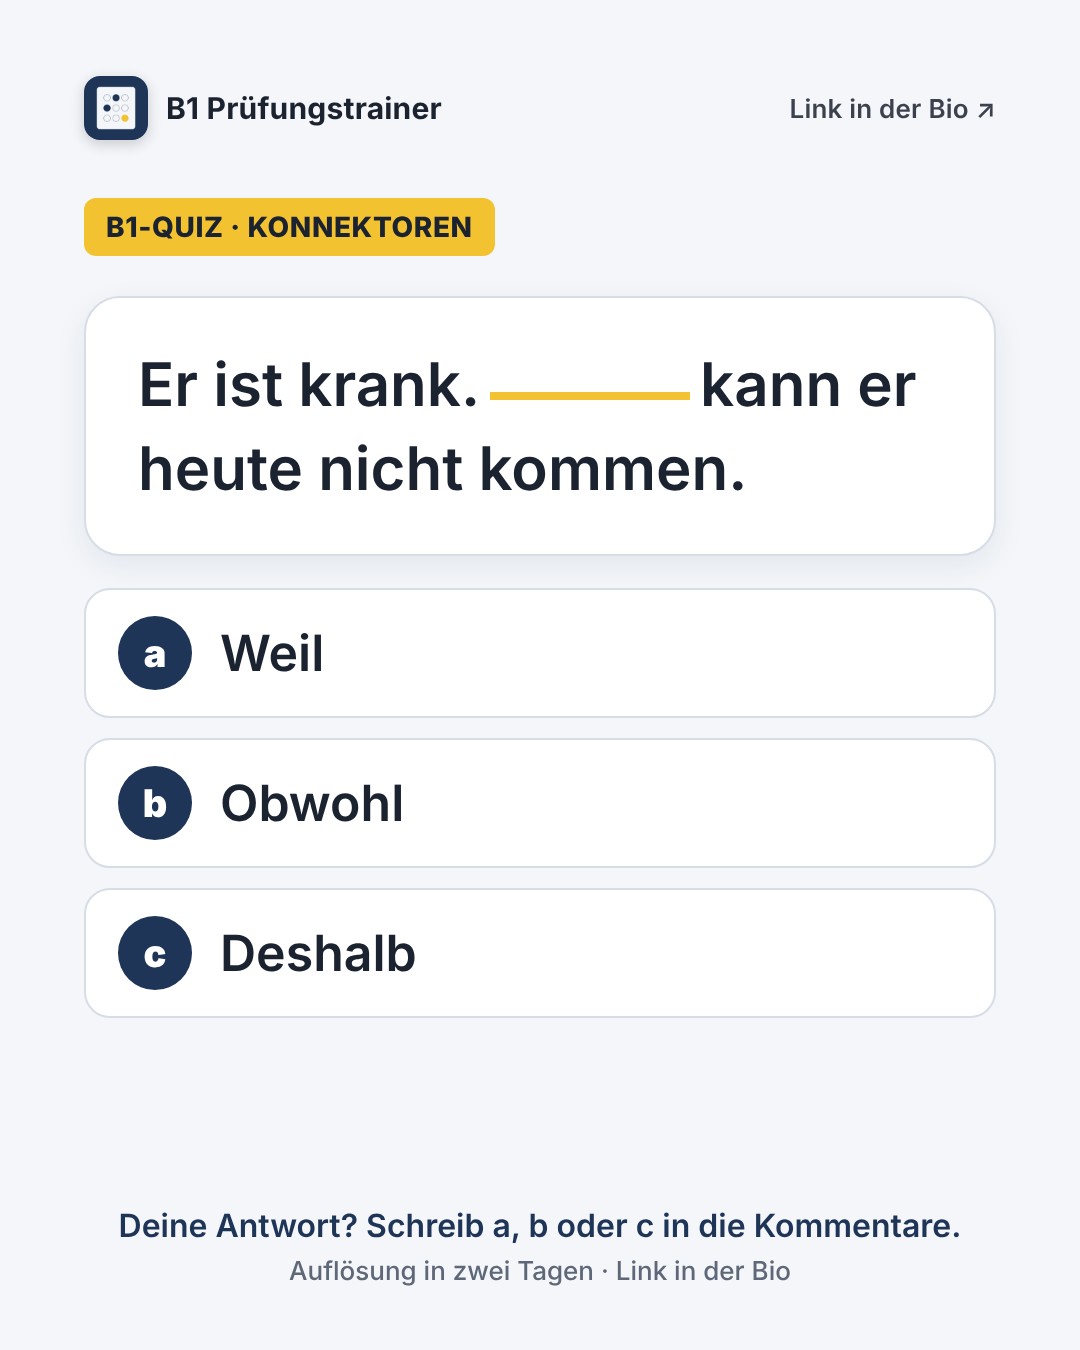 B1 Prüfungstrainer
Link in der Bio ↗
B1-QUIZ · KONNEKTOREN
Er ist krank. ______ kann er
heute nicht kommen.
a Weil
b Obwohl
c Deshalb
Deine Antwort? Schreib a, b oder c in die Kommentare.
Auflösung in zwei Tagen · Link in der Bio